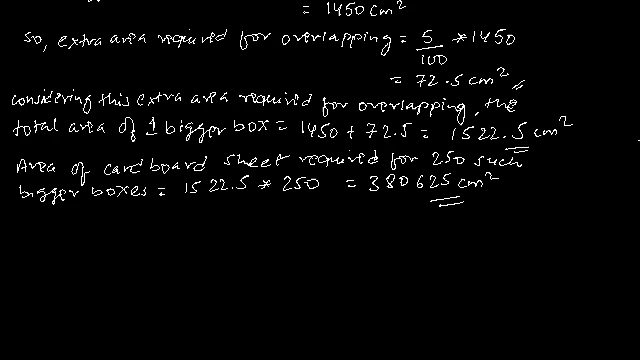 = 1450 cm²
So, extra area required for overlapping = 5/100 * 1450
= 72.5 cm²
Considering this extra area required for overlapping, the
total area of 1 bigger box = 1450 + 72.5 = 1522.5 cm²
Area of cardboard sheet required for 250 such
bigger boxes = 1522.5 * 250 = 380625 cm²